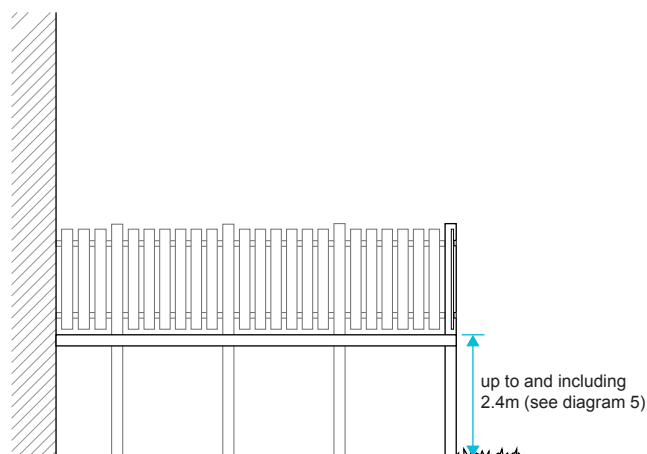 up to and including
2.4m (see diagram 5)